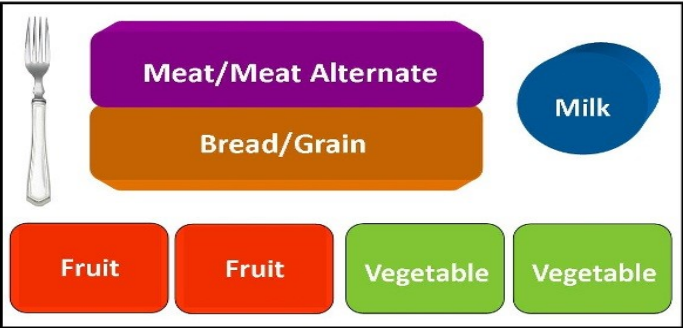 Meat/Meat Alternate
Milk
Bread/Grain
Fruit
Fruit
Vegetable
Vegetable